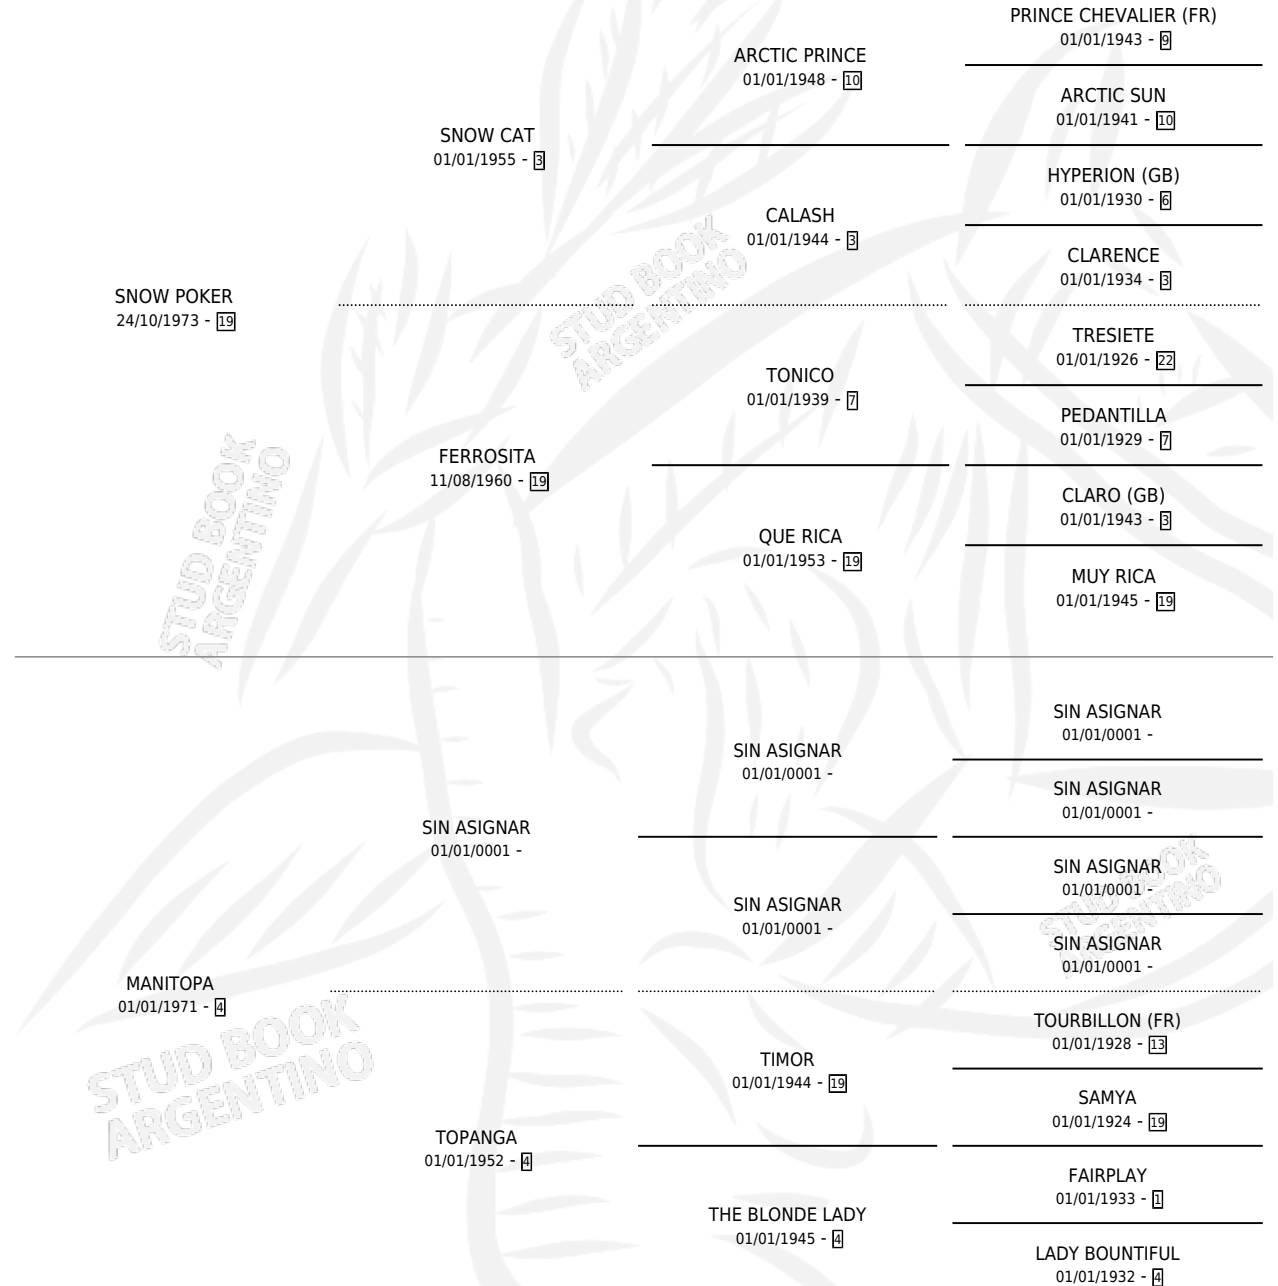 PRINCE CHEVALIER (FR)
01/01/1943 - 9
ARCTIC PRINCE
01/01/1948 - 10
ARCTIC SUN
01/01/1941 - 10
SNOW CAT
01/01/1955 - 3
HYPERION (GB)
01/01/1930 - 6
CALASH
01/01/1944 - 3
CLARENCE
01/01/1934 - 3
SNOW POKER
24/10/1973 - 19
STUD BOOK
ARGENTINO
TRESIETE
01/01/1926 - 22
TONICO
01/01/1939 - 7
PEDANTILLA
01/01/1929 - 7
FERROSITA
11/08/1960 - 19
CLARO (GB)
01/01/1943 - 3
QUE RICA
01/01/1953 - 19
MUY RICA
01/01/1945 - 19
STUD BOOK
ARGENTINO
SIN ASIGNAR
01/01/0001 -
SIN ASIGNAR
01/01/0001 -
SIN ASIGNAR
01/01/0001 -
SIN ASIGNAR
01/01/0001 -
SIN ASIGNAR
01/01/0001 -
SIN ASIGNAR
01/01/0001 -
SIN ASIGNAR
01/01/0001 -
STUD BOOK
ARGENTINO
MANITOPA
01/01/1971 - 4
TOURBILLON (FR)
01/01/1928 - 13
TIMOR
01/01/1944 - 19
SAMYA
01/01/1924 - 19
STUD BOOK
ARGENTINO
TOPANGA
01/01/1952 - 4
FAIRPLAY
01/01/1933 - 1
THE BLONDE LADY
01/01/1945 - 4
LADY BOUNTIFUL
01/01/1932 - 4